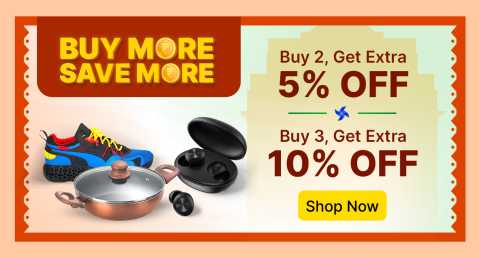 BUY MORE
SAVE MORE
Buy 2, Get Extra
5% OFF
Buy 3, Get Extra
10% OFF
Shop Now